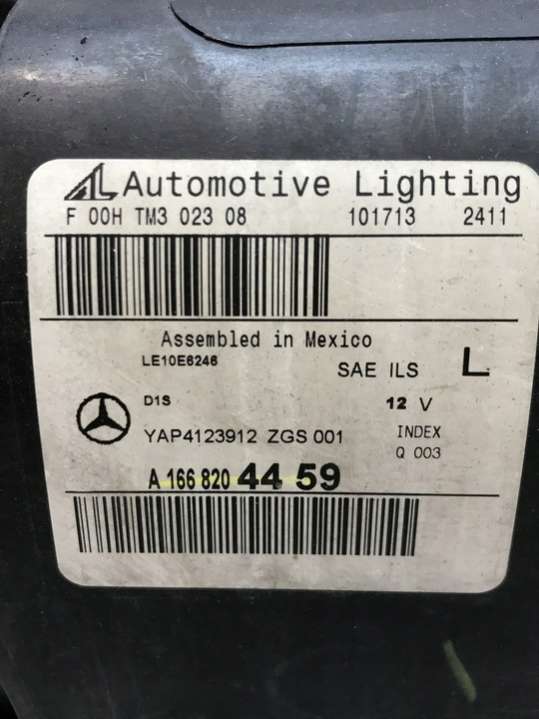 AL Automotive Lighting
F 00H TM3 023 08 101713 2411
Assembled in Mexico
LE10E6246
SAE ILS L
D1S 12 V
YAP4123912 ZGS 001 INDEX
Q 003
A 166 820 44 59